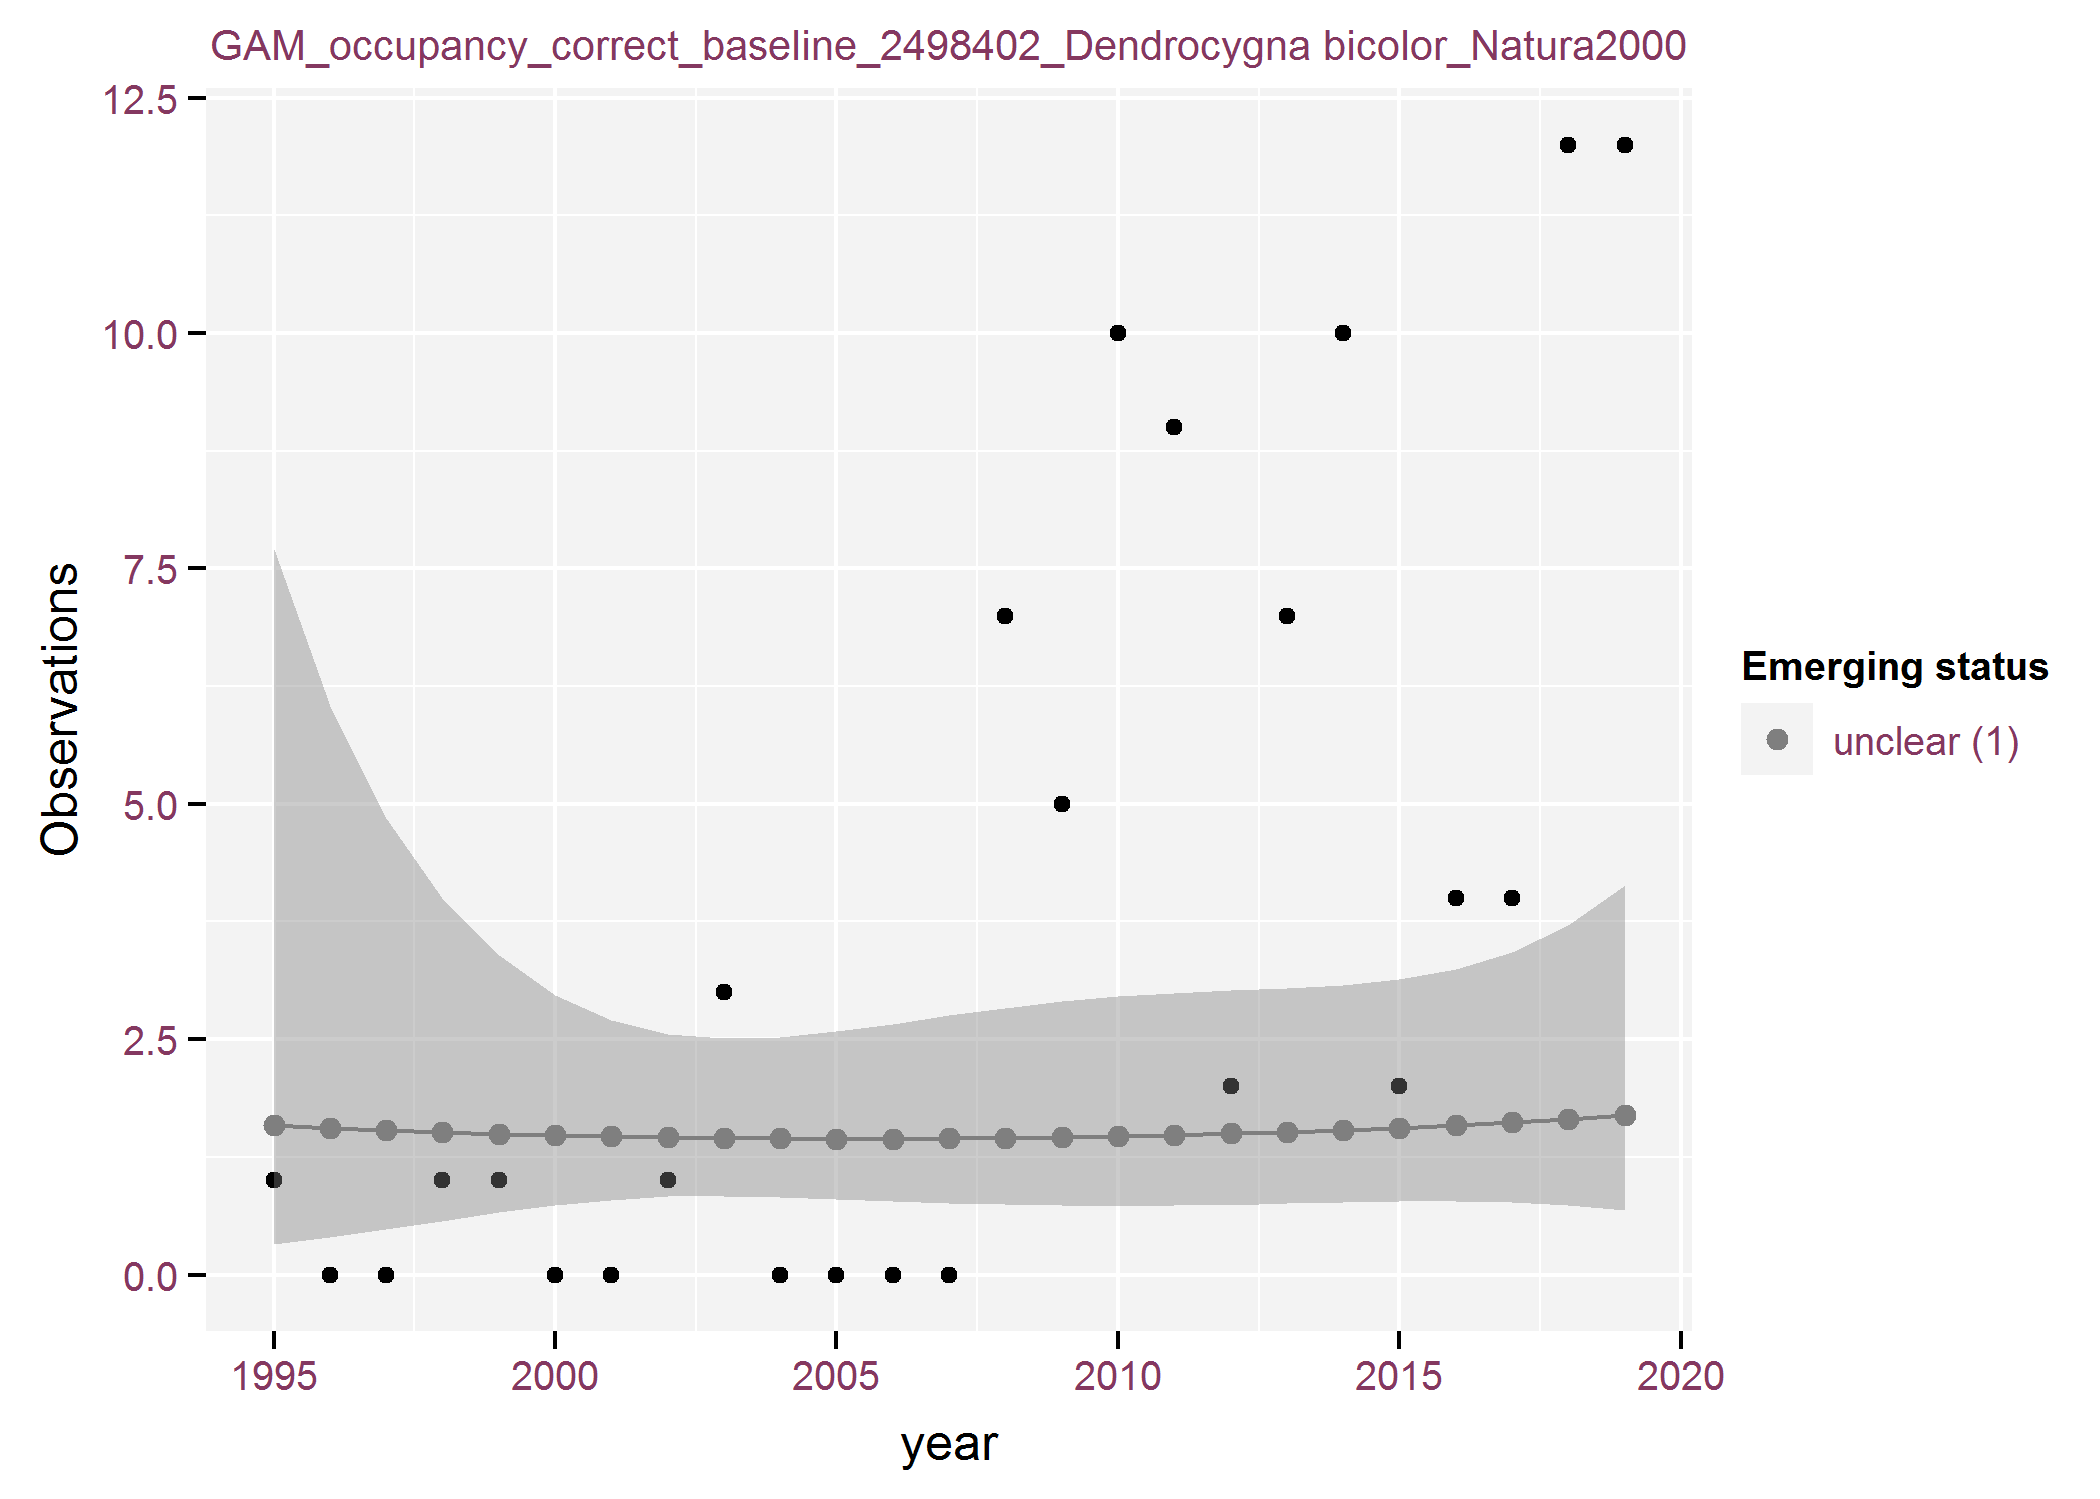 GAM_occupancy_correct_baseline_2498402_Dendrocygna bicolor_Natura2000
12.5
10.0
7.5
5.0
2.5
0.0
Observations
1995 2000 2005 2010 2015 2020
year
Emerging status
unclear (1)